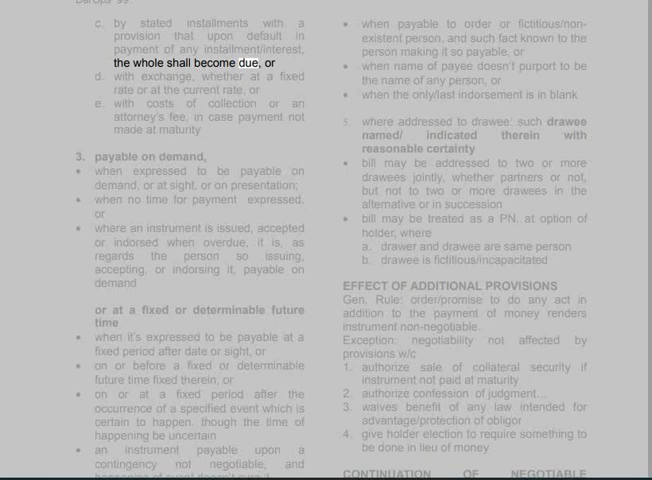 BarOps '99
c. by stated installments with a
provision that upon default in
payment of any installment/interest,
the whole shall become due, or
d. with exchange, whether at a fixed
rate or at the current rate, or
e. with costs of collection or an
attorney's fee, in case payment not
made at maturity
3. payable on demand,
• when expressed to be payable on
demand, or at sight, or on presentation;
• when no time for payment expressed,
or
• where an instrument is issued, accepted
or indorsed when overdue, it is, as
regards the person so issuing,
accepting, or indorsing it, payable on
demand
or at a fixed or determinable future
time
• when it's expressed to be payable at a
fixed period after date or sight, or
• on or before a fixed or determinable
future time fixed therein, or
• on or at a fixed period after the
occurrence of a specified event which is
certain to happen, though the time of
happening be uncertain
• an instrument payable upon a
contingency not negotiable, and
happening of event doesn't cure it
• when payable to order or fictitious/non-
existent person, and such fact known to the
person making it so payable, or
• when name of payee doesn't purport to be
the name of any person, or
• when the only/last indorsement is in blank
5. where addressed to drawee: such drawee
named/ indicated therein with
reasonable certainty
• bill may be addressed to two or more
drawees jointly, whether partners or not,
but not to two or more drawees in the
alternative or in succession
• bill may be treated as a PN, at option of
holder, where
a. drawer and drawee are same person
b. drawee is fictitious/incapacitated
EFFECT OF ADDITIONAL PROVISIONS
Gen. Rule: order/promise to do any act in
addition to the payment of money renders
instrument non-negotiable.
Exception: negotiability not affected by
provisions w/c
1. authorize sale of collateral security if
instrument not paid at maturity
2. authorize confession of judgment...
3. waives benefit of any law intended for
advantage/protection of obligor
4. give holder election to require something to
be done in lieu of money
CONTINUATION OF NEGOTIABLE